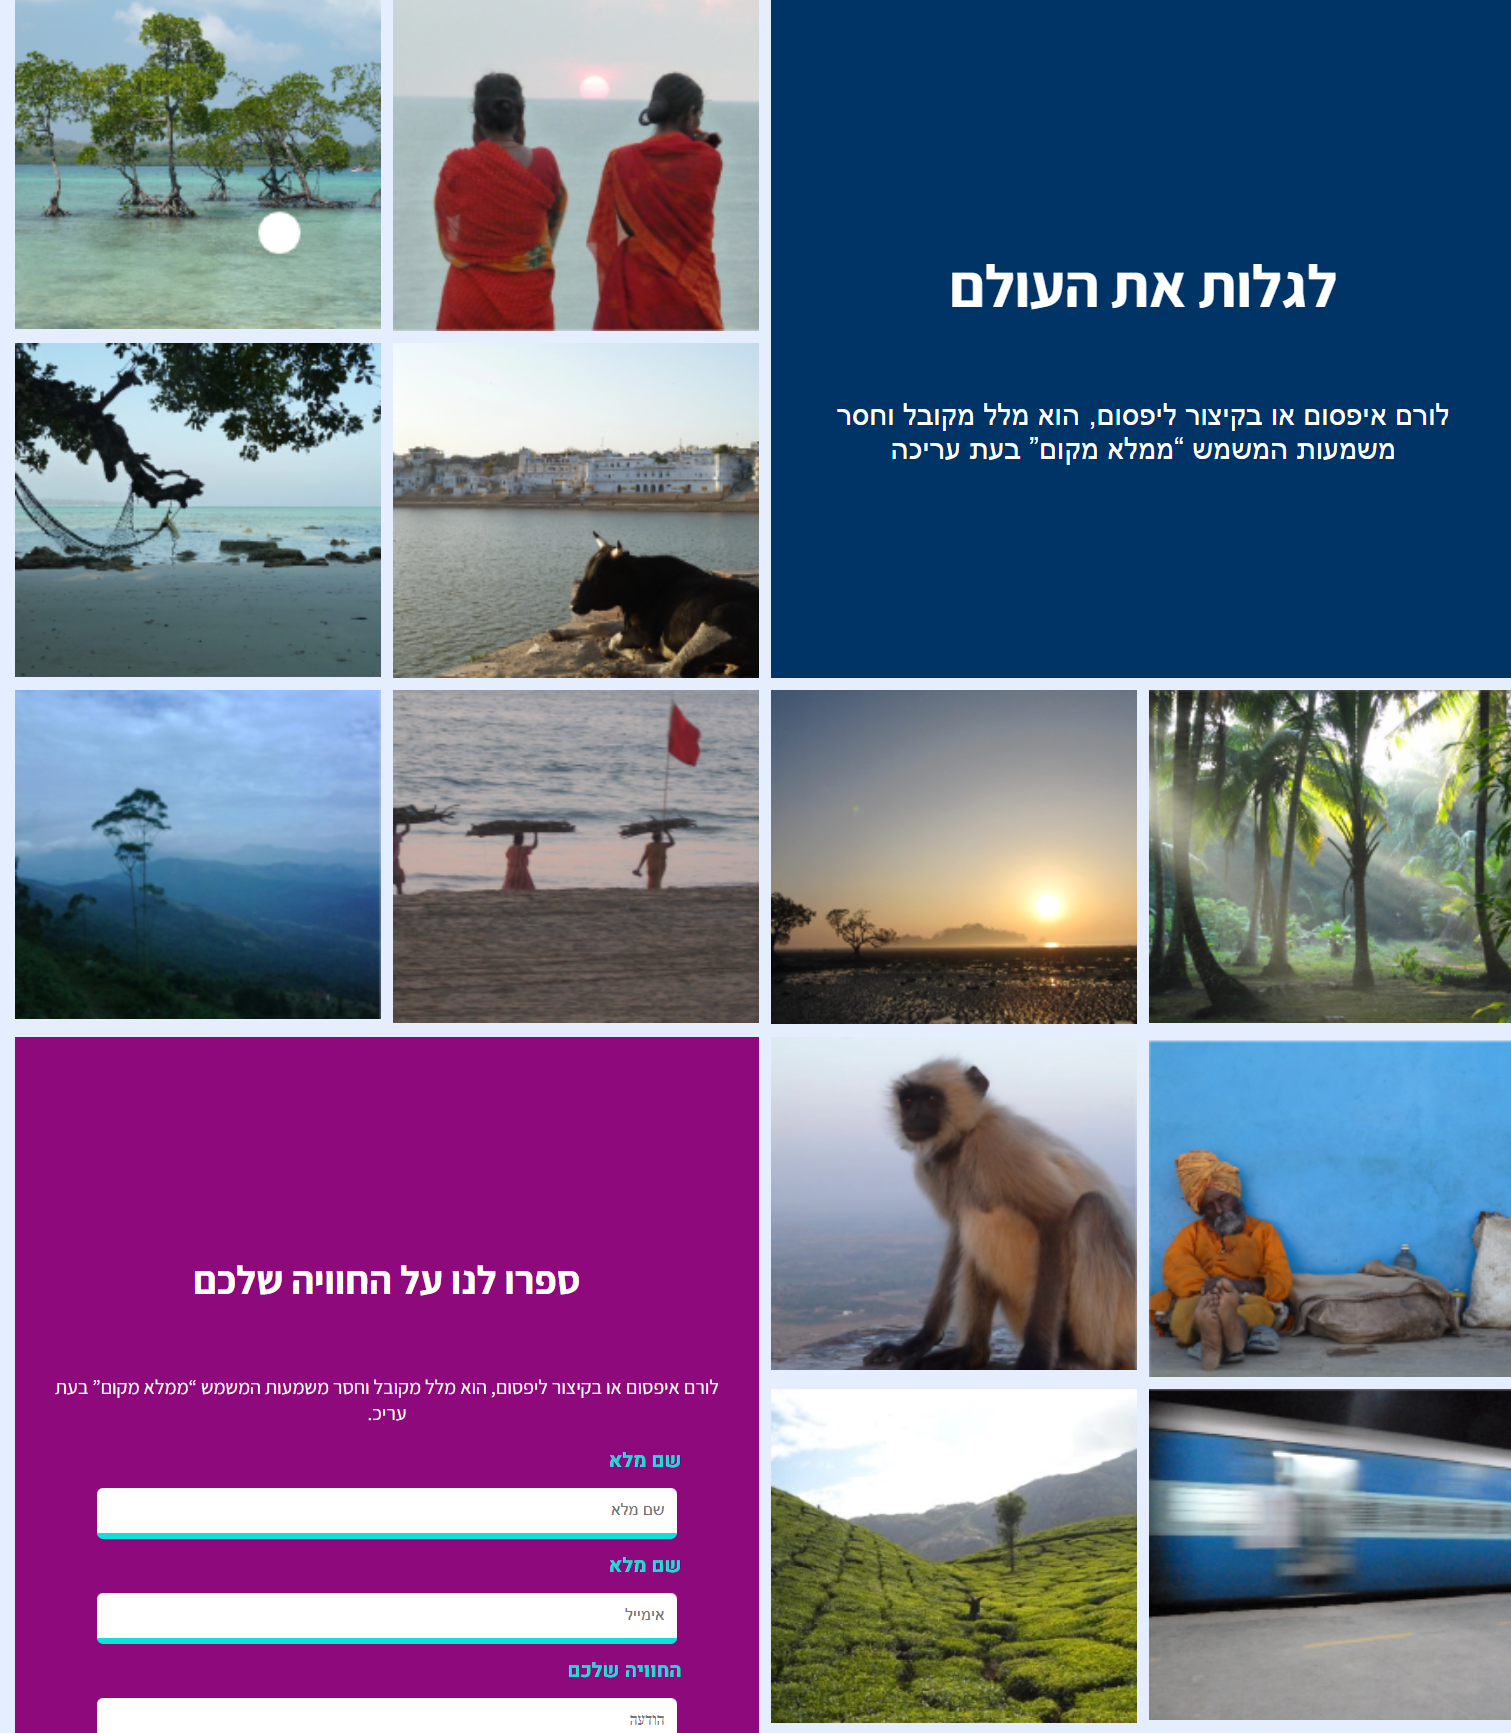 לגלות את העולם
לורם איפסום או בקיצור ליפסום, הוא מלל מקובל וחסר
משמעות המשמש “ממלא מקום” בעת עריכה
ספרו לנו על החוויה שלכם
לורם איפסום או בקיצור ליפסום, הוא מלל מקובל וחסר משמעות המשמש “ממלא מקום” בעת
עריכ.
שם מלא
שם מלא
שם מלא
אימייל
החוויה שלכם
הודעה